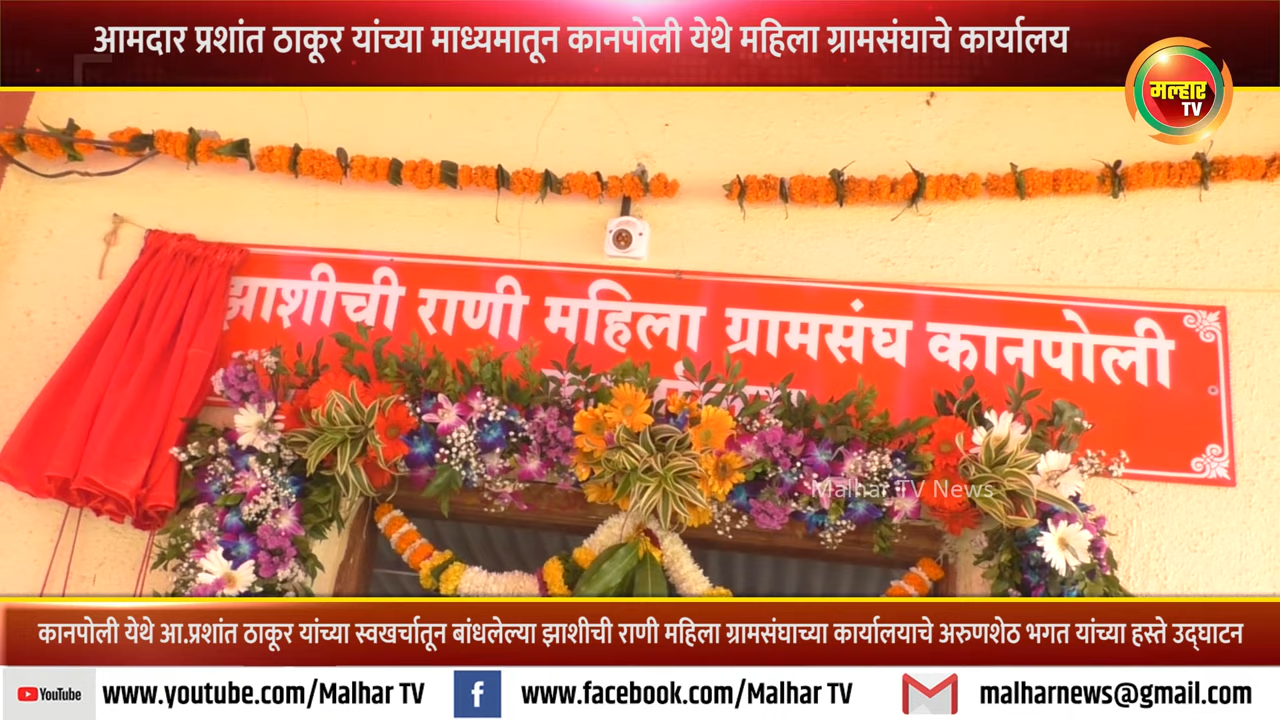 आमदार प्रशांत ठाकूर यांच्या माध्यमातून कानपोली येथे महिला ग्रामसंघाचे कार्यालय
मल्हार
TV
झाशीची राणी महिला ग्रामसंघ कानपोली
Malhar TV News
कानपोली येथे आ.प्रशांत ठाकूर यांच्या स्वखर्चातून बांधलेल्या झाशीची राणी महिला ग्रामसंघाच्या कार्यालयाचे अरुणशेठ भगत यांच्या हस्ते उद्‌घाटन
YouTube www.youtube.com/Malhar TV f www.facebook.com/Malhar TV malharnews@gmail.com